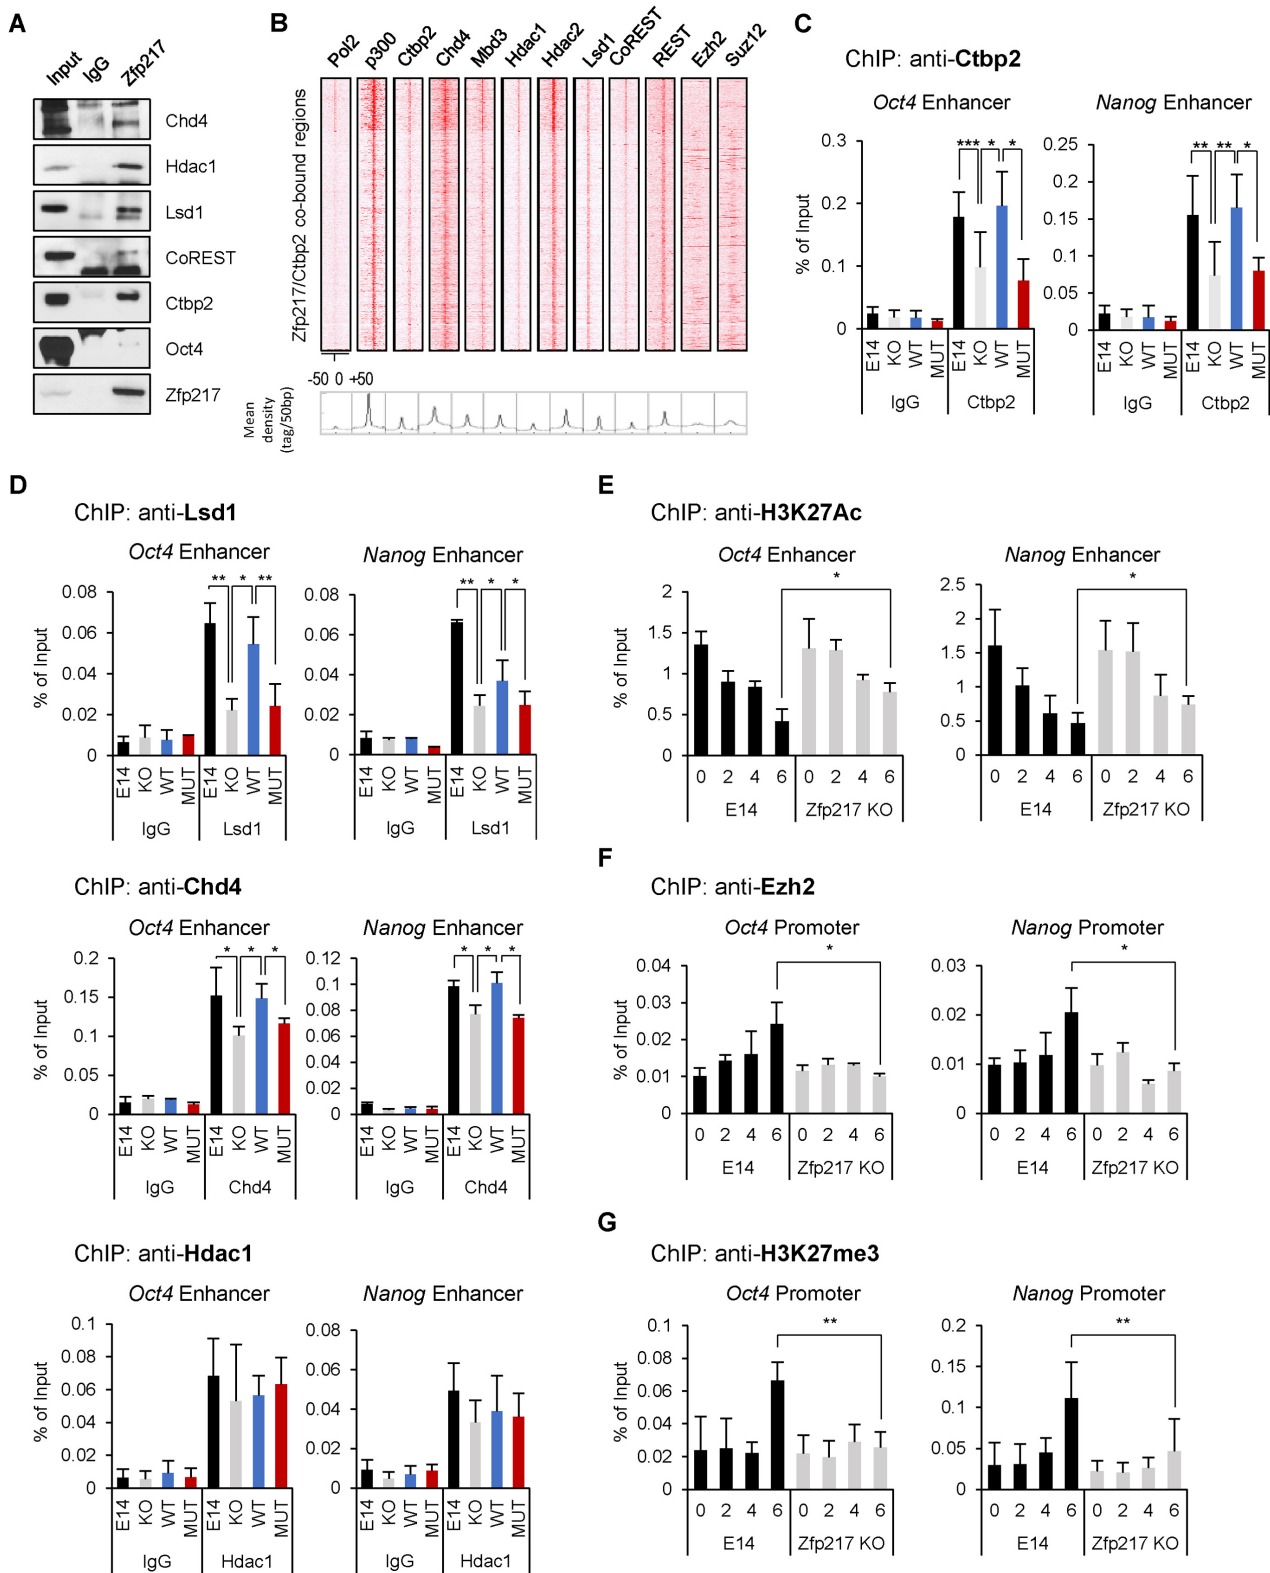 A
Input IgG Zfp217
Chd4
Hdac1
Lsd1
CoREST
Ctbp2
Oct4
Zfp217
B
Pol2 p300 Ctbp2 Chd4 Mbd3 Hdac1 Hdac2 Lsd1 CoREST REST Ezh2 Suz12
Zfp217/Ctbp2 co-bound regions
-50 0 +50
Mean
density
(tag/50bp)
C
ChIP: anti-Ctbp2
Oct4 Enhancer
% of Input
0.3
0.2
0.1
0
*** * *
E14 KO WT MUT E14 KO WT MUT
IgG Ctbp2
Nanog Enhancer
0.25
0.2
0.15
0.1
0.05
0
** ** *
E14 KO WT MUT E14 KO WT MUT
IgG Ctbp2
D
ChIP: anti-Lsd1
Oct4 Enhancer
% of Input
0.08
0.06
0.04
0.02
0
** * **
E14 KO WT MUT E14 KO WT MUT
IgG Lsd1
Nanog Enhancer
0.08
0.06
0.04
0.02
0
** * *
E14 KO WT MUT E14 KO WT MUT
IgG Lsd1
ChIP: anti-Chd4
Oct4 Enhancer
% of Input
0.2
0.15
0.1
0.05
0
* * *
E14 KO WT MUT E14 KO WT MUT
IgG Chd4
Nanog Enhancer
0.12
0.1
0.08
0.06
0.04
0.02
0
* * *
E14 KO WT MUT E14 KO WT MUT
IgG Chd4
ChIP: anti-Hdac1
Oct4 Enhancer
% of Input
0.1
0.08
0.06
0.04
0.02
0
E14 KO WT MUT E14 KO WT MUT
IgG Hdac1
Nanog Enhancer
0.08
0.06
0.04
0.02
0
E14 KO WT MUT E14 KO WT MUT
IgG Hdac1
E
ChIP: anti-H3K27Ac
Oct4 Enhancer
% of Input
2
1.5
1
0.5
0
*
0 2 4 6 0 2 4 6
E14 Zfp217 KO
Nanog Enhancer
2.5
2
1.5
1
0.5
0
*
0 2 4 6 0 2 4 6
E14 Zfp217 KO
F
ChIP: anti-Ezh2
Oct4 Promoter
% of Input
0.04
0.03
0.02
0.01
0
*
0 2 4 6 0 2 4 6
E14 Zfp217 KO
Nanog Promoter
0.03
0.02
0.01
0
*
0 2 4 6 0 2 4 6
E14 Zfp217 KO
G
ChIP: anti-H3K27me3
Oct4 Promoter
% of Input
0.1
0.08
0.06
0.04
0.02
0
**
0 2 4 6 0 2 4 6
E14 Zfp217 KO
Nanog Promoter
0.2
0.15
0.1
0.05
0
**
0 2 4 6 0 2 4 6
E14 Zfp217 KO